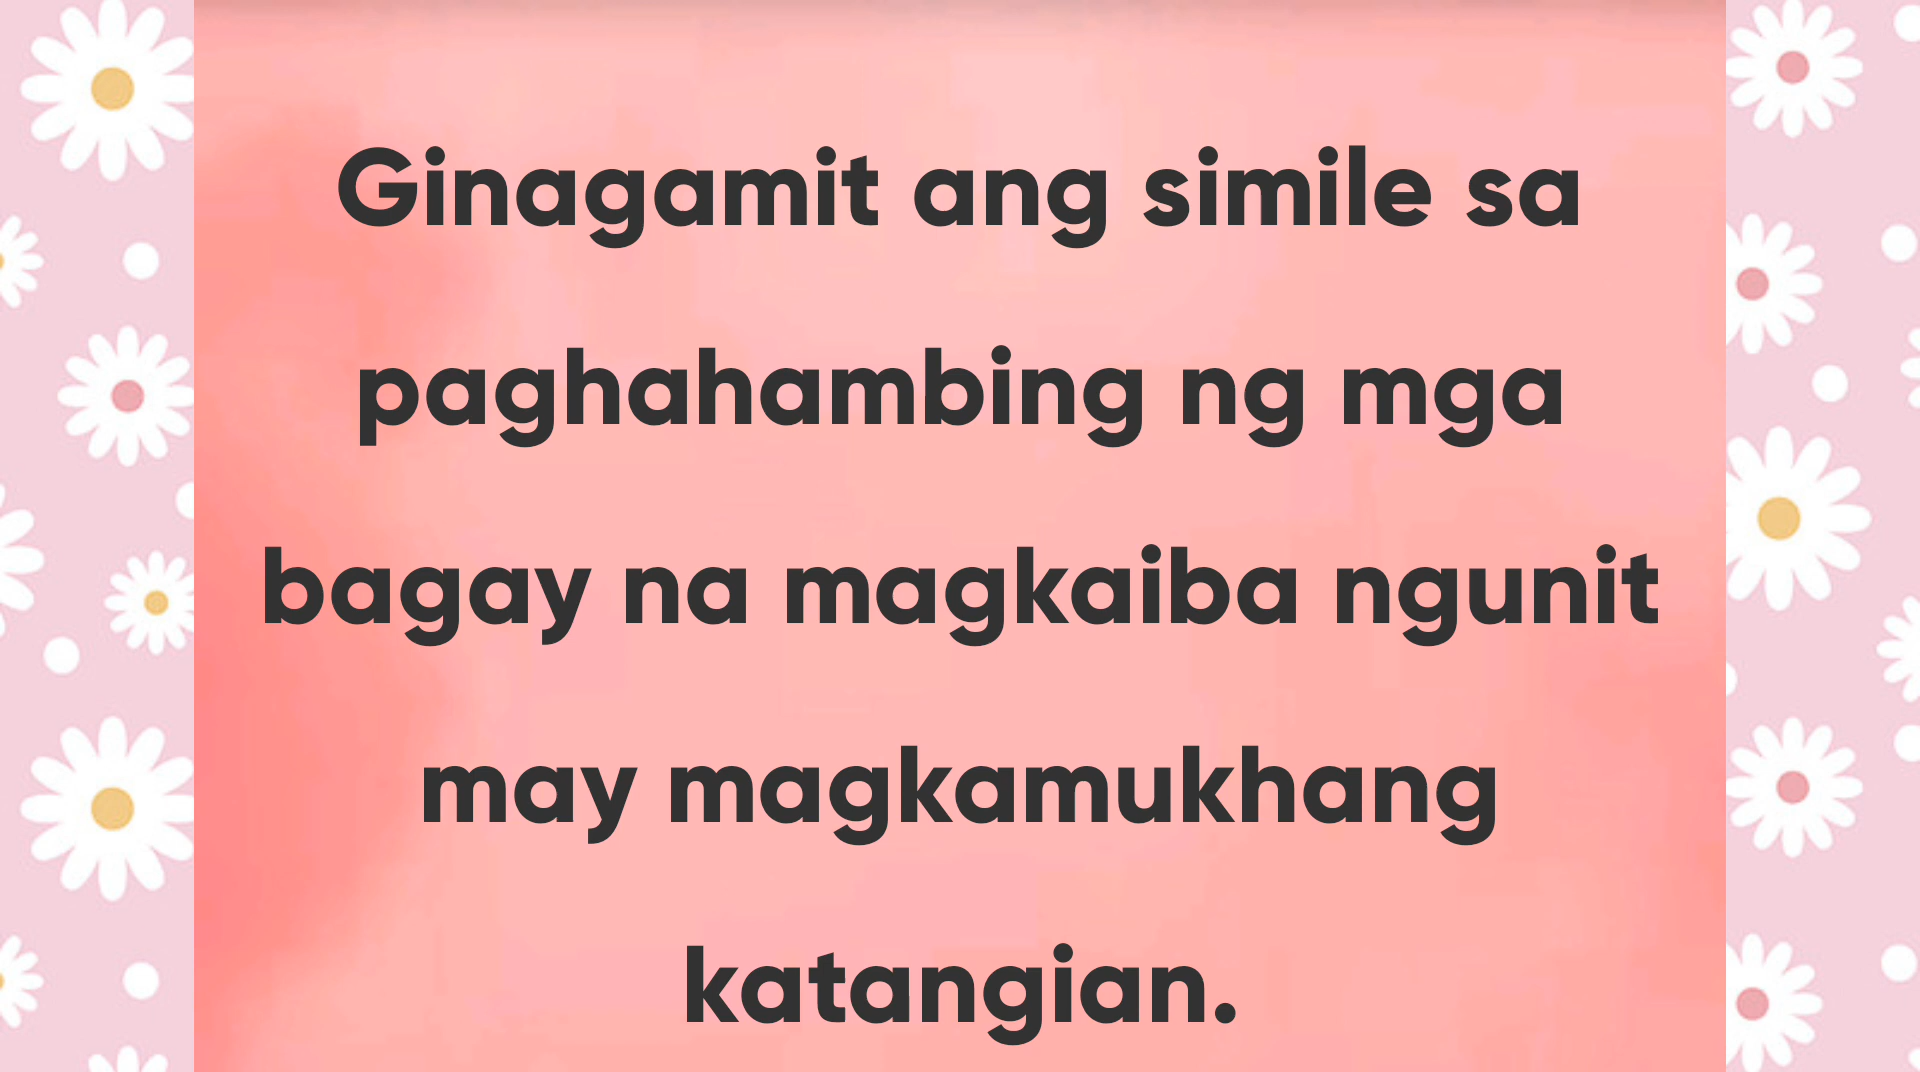 Ginagamit ang simile sa
paghahambing ng mga
bagay na magkaiba ngunit
may magkamukhang
katangian.